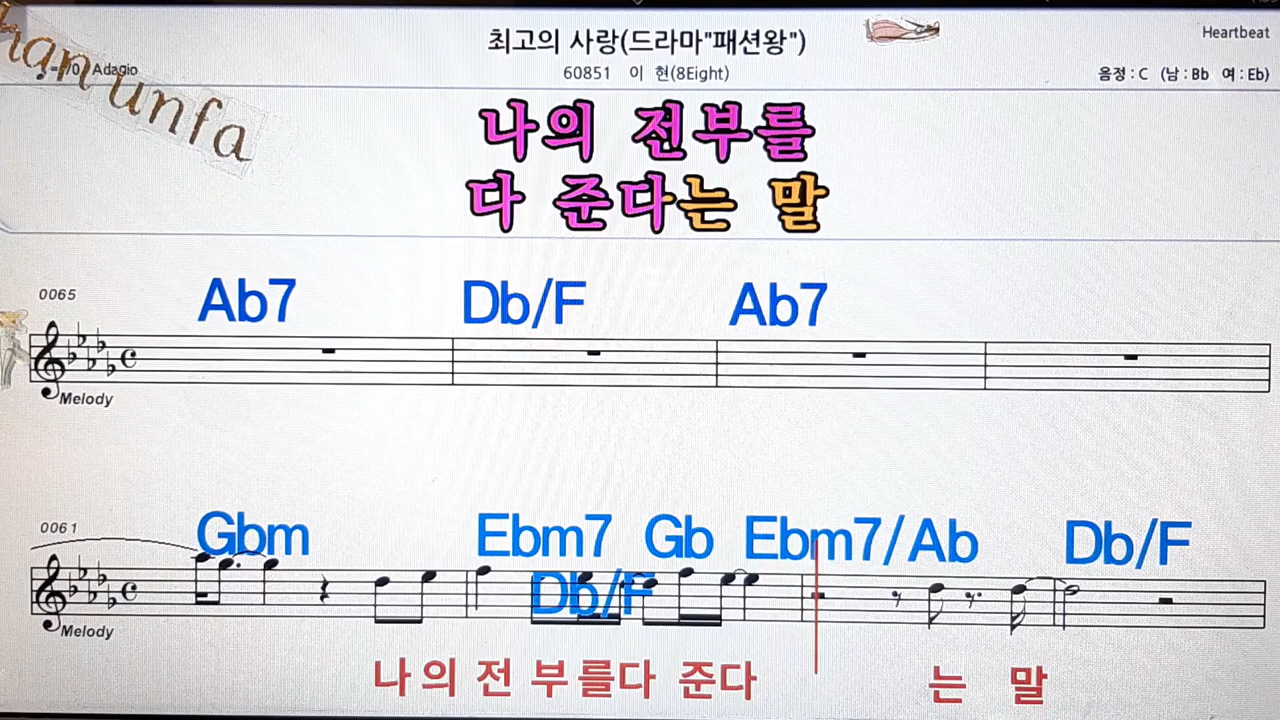 Heartbeat
최고의 사랑(드라마"패션왕")
60851 이 현(8Eight)
음정 : C (남 : Bb 여 : Eb)
Adagio
han unfa
나의 전부를
다 준다는 말
0065
Ab7 Db/F Ab7
Melody
0061
Gbm Ebm7 Gb Ebm7/Ab Db/F
Db/F
Melody
나의 전 부를다 준다 는 말